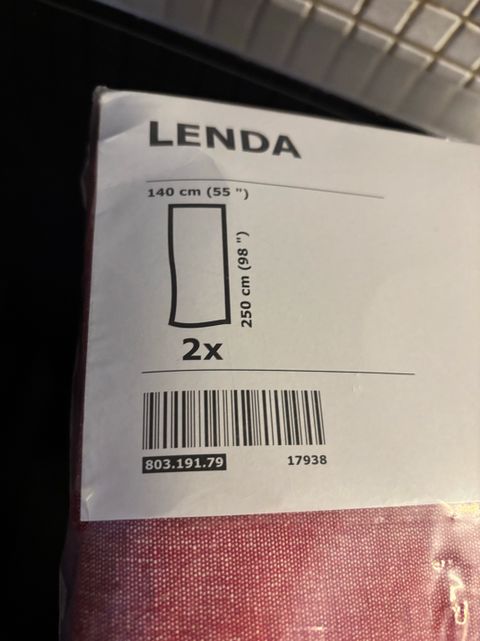 LENDA
140 cm (55 ")
250 cm (98 ")
2x
803.191.79 17938